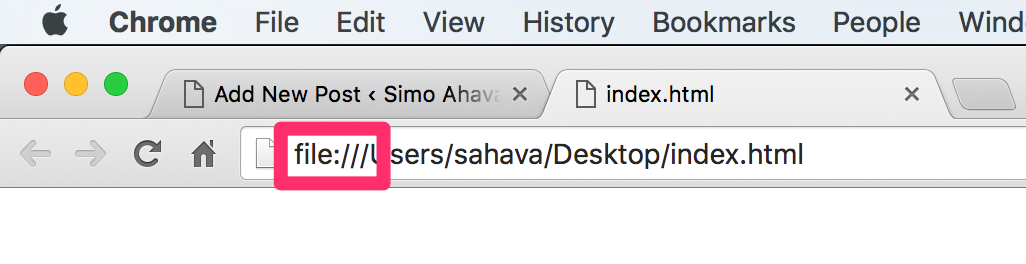 Chrome File Edit View History Bookmarks People Wind
Add New Post ‹ Simo Ahava index.html
file:///Users/sahava/Desktop/index.html